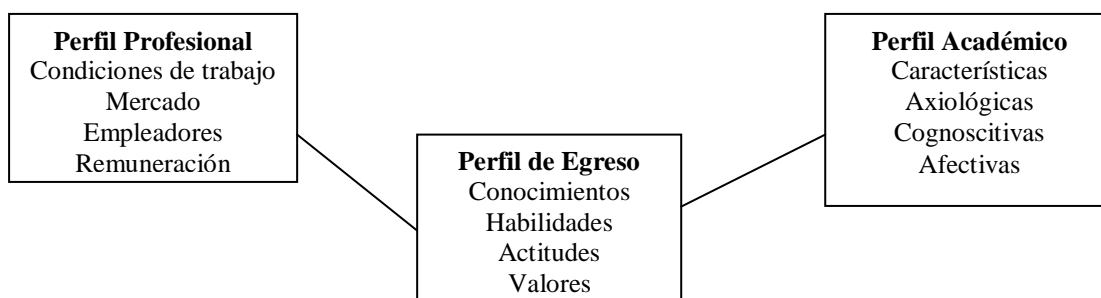 Perfil Profesional
Condiciones de trabajo
Mercado
Empleadores
Remuneración
Perfil de Egreso
Conocimientos
Habilidades
Actitudes
Valores
Perfil Académico
Características
Axiológicas
Cognoscitivas
Afectivas